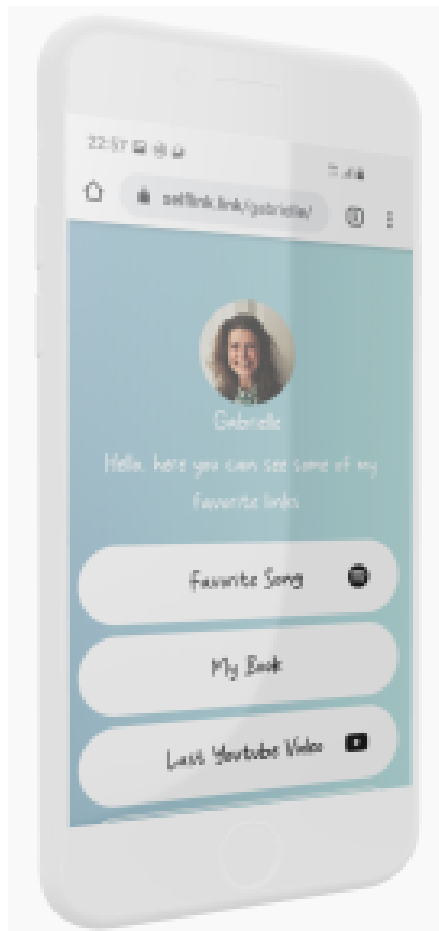 22:57
selflink.link/gabrielle/
Gabrielle
Hello, here you can see some of my
favorite links
Favorite Song
My Book
Last Youtube Video